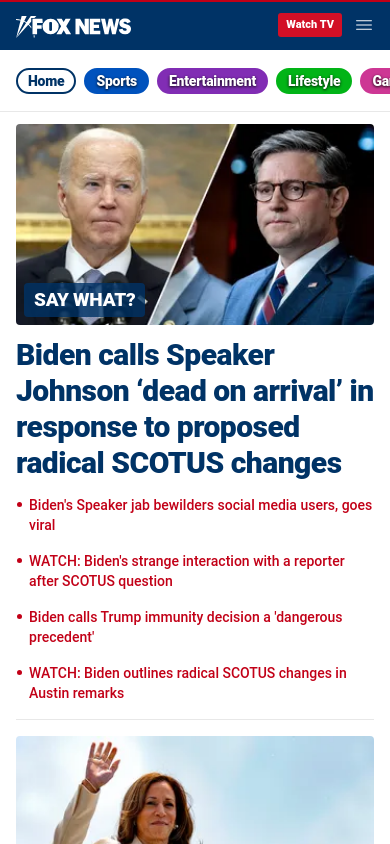 FOX NEWS
Watch TV
Home
Sports
Entertainment
Lifestyle
SAY WHAT?
Biden calls Speaker
Johnson ‘dead on arrival’ in
response to proposed
radical SCOTUS changes
• Biden's Speaker jab bewilders social media users, goes
viral
• WATCH: Biden's strange interaction with a reporter
after SCOTUS question
• Biden calls Trump immunity decision a 'dangerous
precedent'
• WATCH: Biden outlines radical SCOTUS changes in
Austin remarks